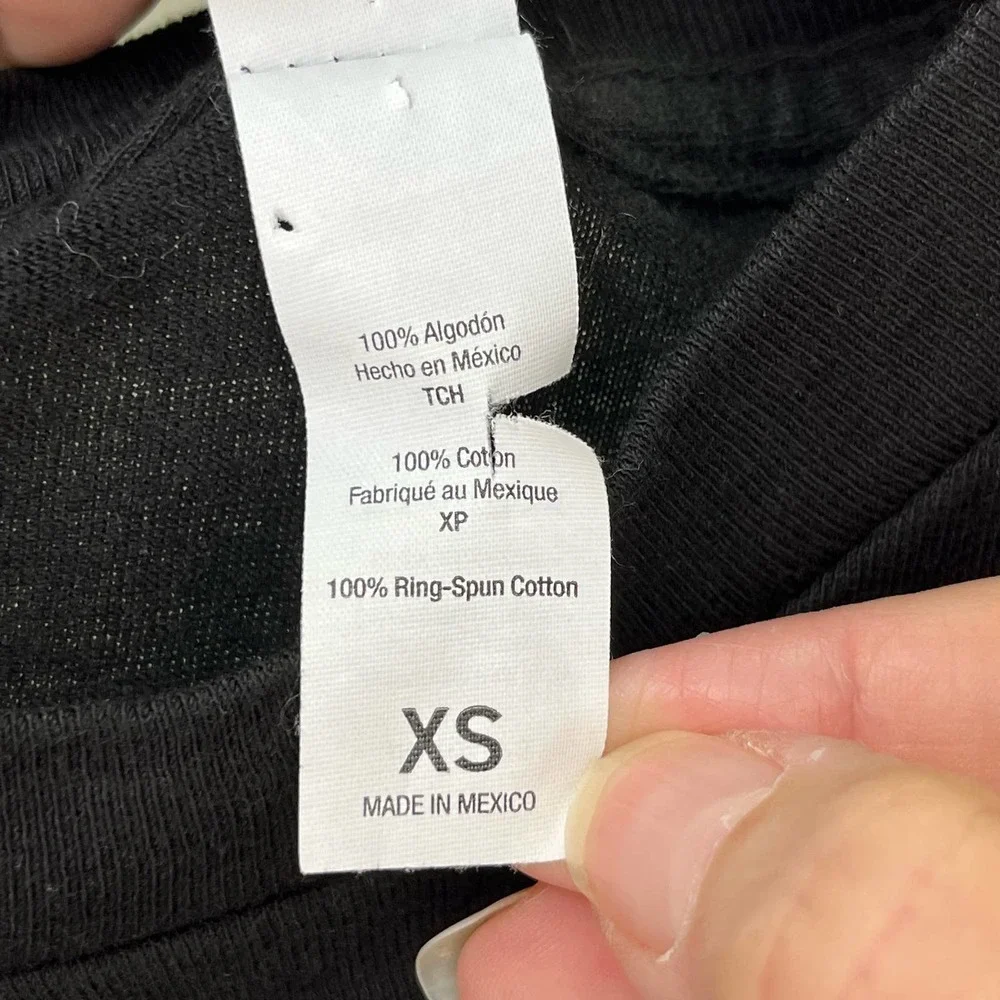 100% Algodón
Hecho en México
TCH
100% Coton
Fabriqué au Mexique
XP
100% Ring-Spun Cotton
XS
MADE IN MEXICO